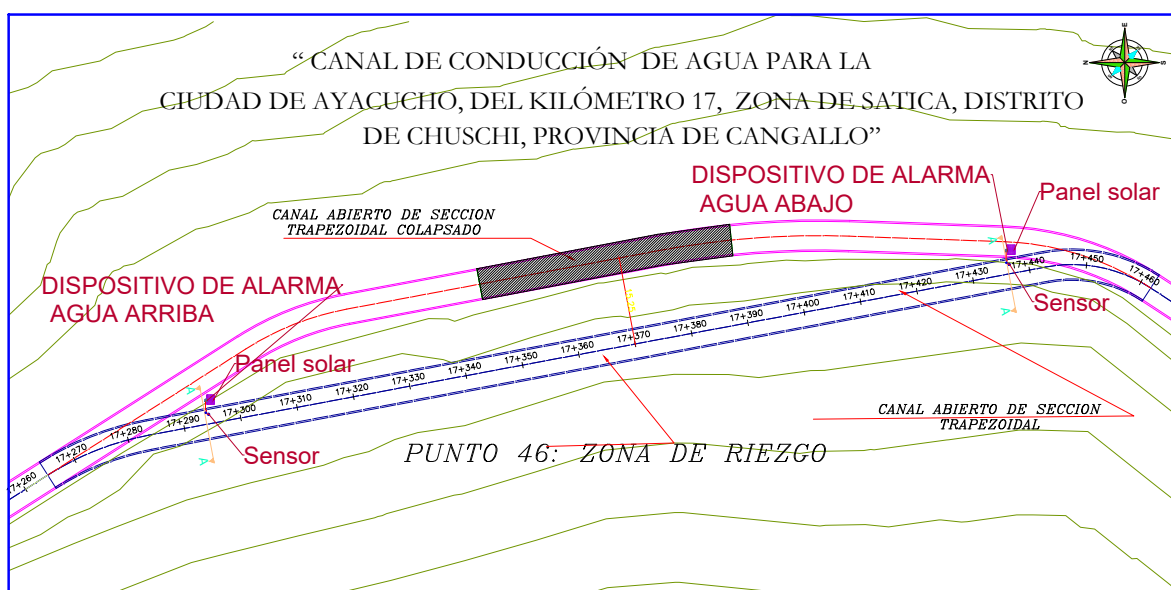 “ CANAL DE CONDUCCIÓN DE AGUA PARA LA
CIUDAD DE AYACUCHO, DEL KILÓMETRO 17, ZONA DE SATICA, DISTRITO
DE CHUSCHI, PROVINCIA DE CANGALLO”
E
N
S
O
DISPOSITIVO DE ALARMA
AGUA ABAJO
Panel solar
CANAL ABIERTO DE SECCION
TRAPEZOIDAL COLAPSADO
DISPOSITIVO DE ALARMA
AGUA ARRIBA
Panel solar
Sensor
A
A
A
A
17+260
17+270
17+280
17+290
17+300
17+310
17+320
17+330
17+340
17+350
17+360
17+370
17+380
17+390
17+400
17+410
17+420
17+430
17+440
17+450
17+460
CANAL ABIERTO DE SECCION
TRAPEZOIDAL
Sensor
PUNTO 46: ZONA DE RIEZGO